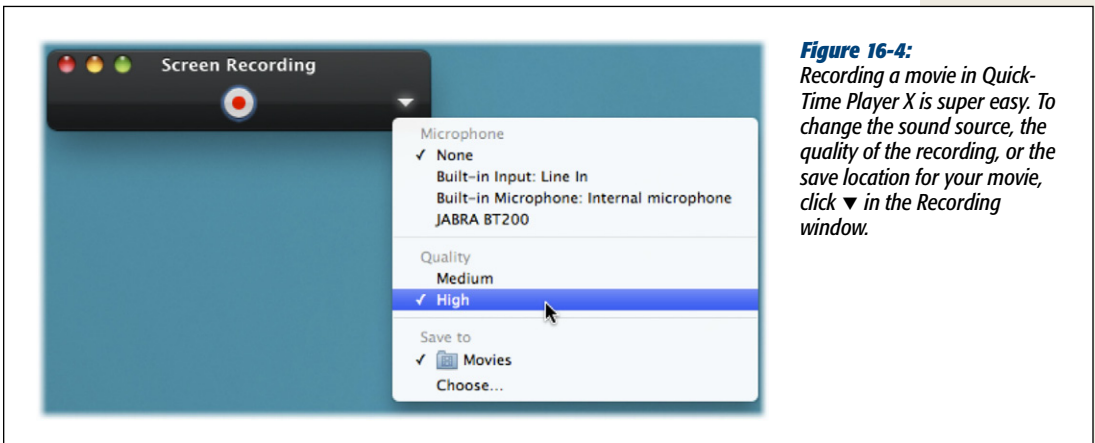 Screen Recording
Microphone
✓ None
Built-in Input: Line In
Built-in Microphone: Internal microphone
JABRA BT200
Quality
Medium
✓ High
Save to
✓ Movies
Choose...
Figure 16-4:
Recording a movie in Quick-
Time Player X is super easy. To
change the sound source, the
quality of the recording, or the
save location for your movie,
click ▼ in the Recording
window.